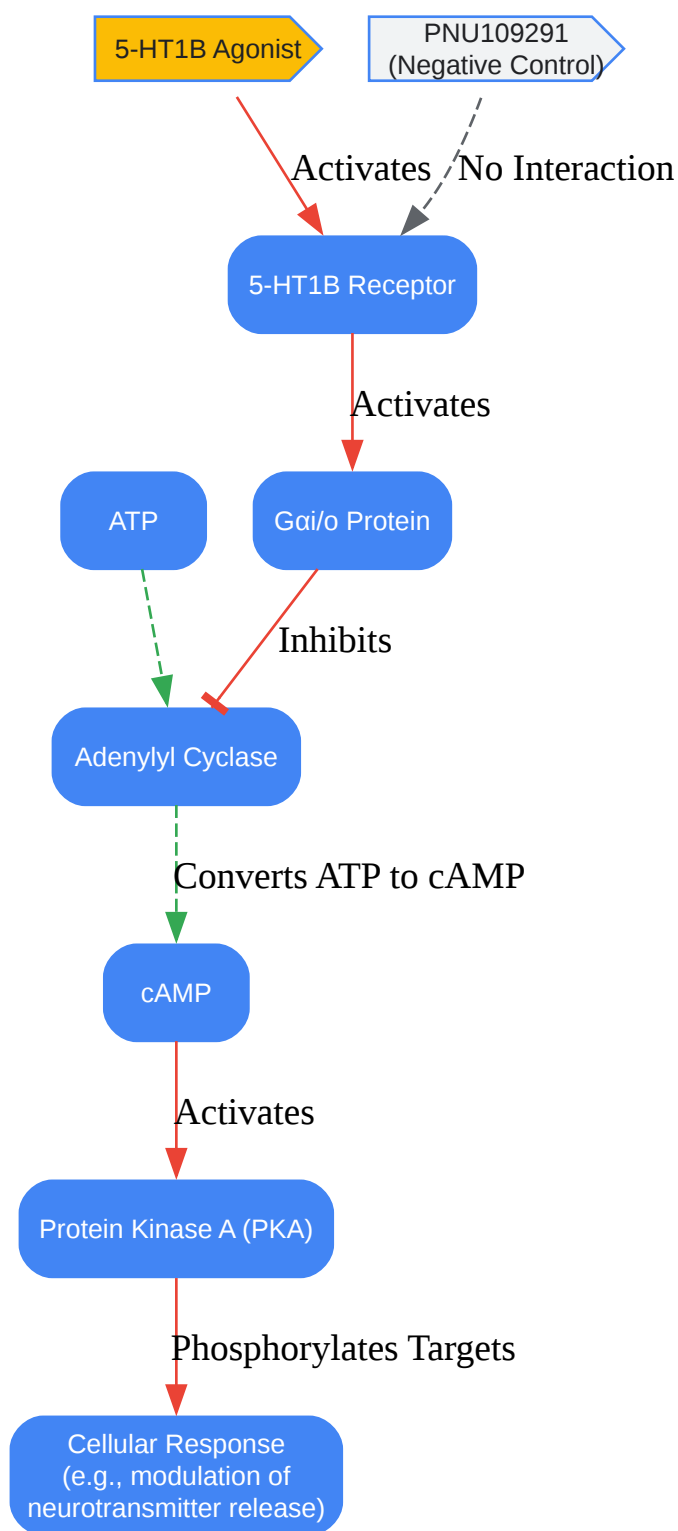 5-HT1B Agonist
PNU109291
(Negative Control)
Activates
No Interaction
5-HT1B Receptor
Activates
ATP
Gαi/o Protein
Inhibits
Adenylyl Cyclase
Converts ATP to cAMP
cAMP
Activates
Protein Kinase A (PKA)
Phosphorylates Targets
Cellular Response
(e.g., modulation of
neurotransmitter release)